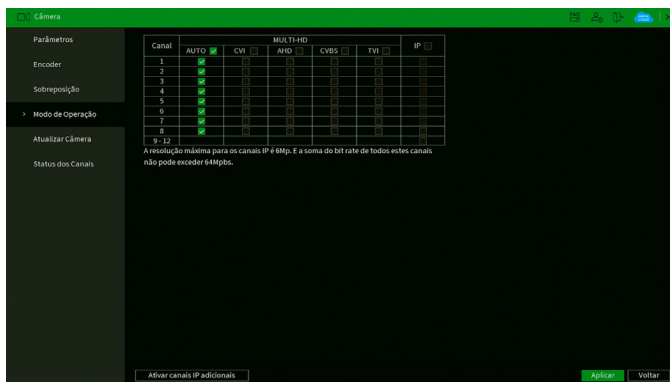 Câmera
FAQ
Parâmetros
Encoder
Sobreposição
> Modo de Operação
Atualizar Câmera
Status dos Canais
Canal MULTI-HD IP
AUTO CVI AHD CVBS TVI
1
2
3
4
5
6
7
8
9 - 12
A resolução máxima para os canais IP é 6Mp. E a soma do bit rate de todos estes canais
não pode exceder 64Mpbs.
Ativar canais IP adicionais Aplicar Voltar